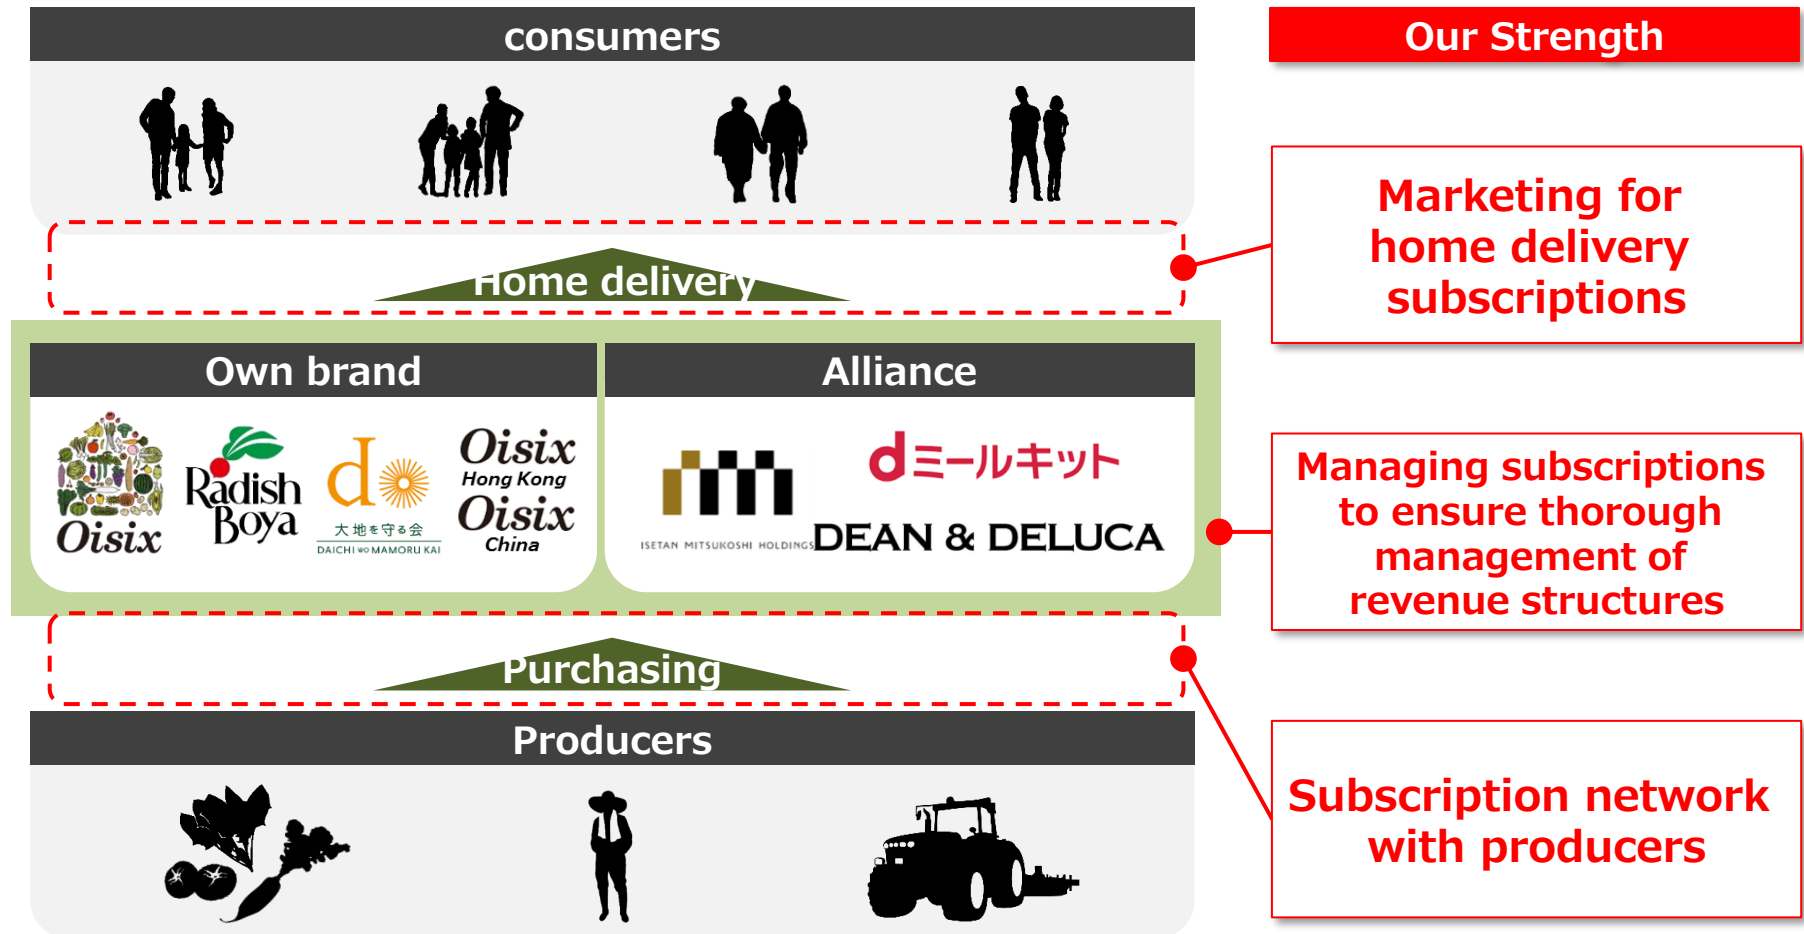 consumers
Our Strength
Marketing for
home delivery
subscriptions
Home delivery
Own brand
Alliance
Oisix
Radish
Boya
d
大地を守る会
DAICHI WO MAMORU KAI
Oisix
Hong Kong
Oisix
China
ISETAN MITSUKOSHI HOLDINGS
dミールキット
DEAN & DELUCA
Managing subscriptions
to ensure thorough
management of
revenue structures
Purchasing
Producers
Subscription network
with producers